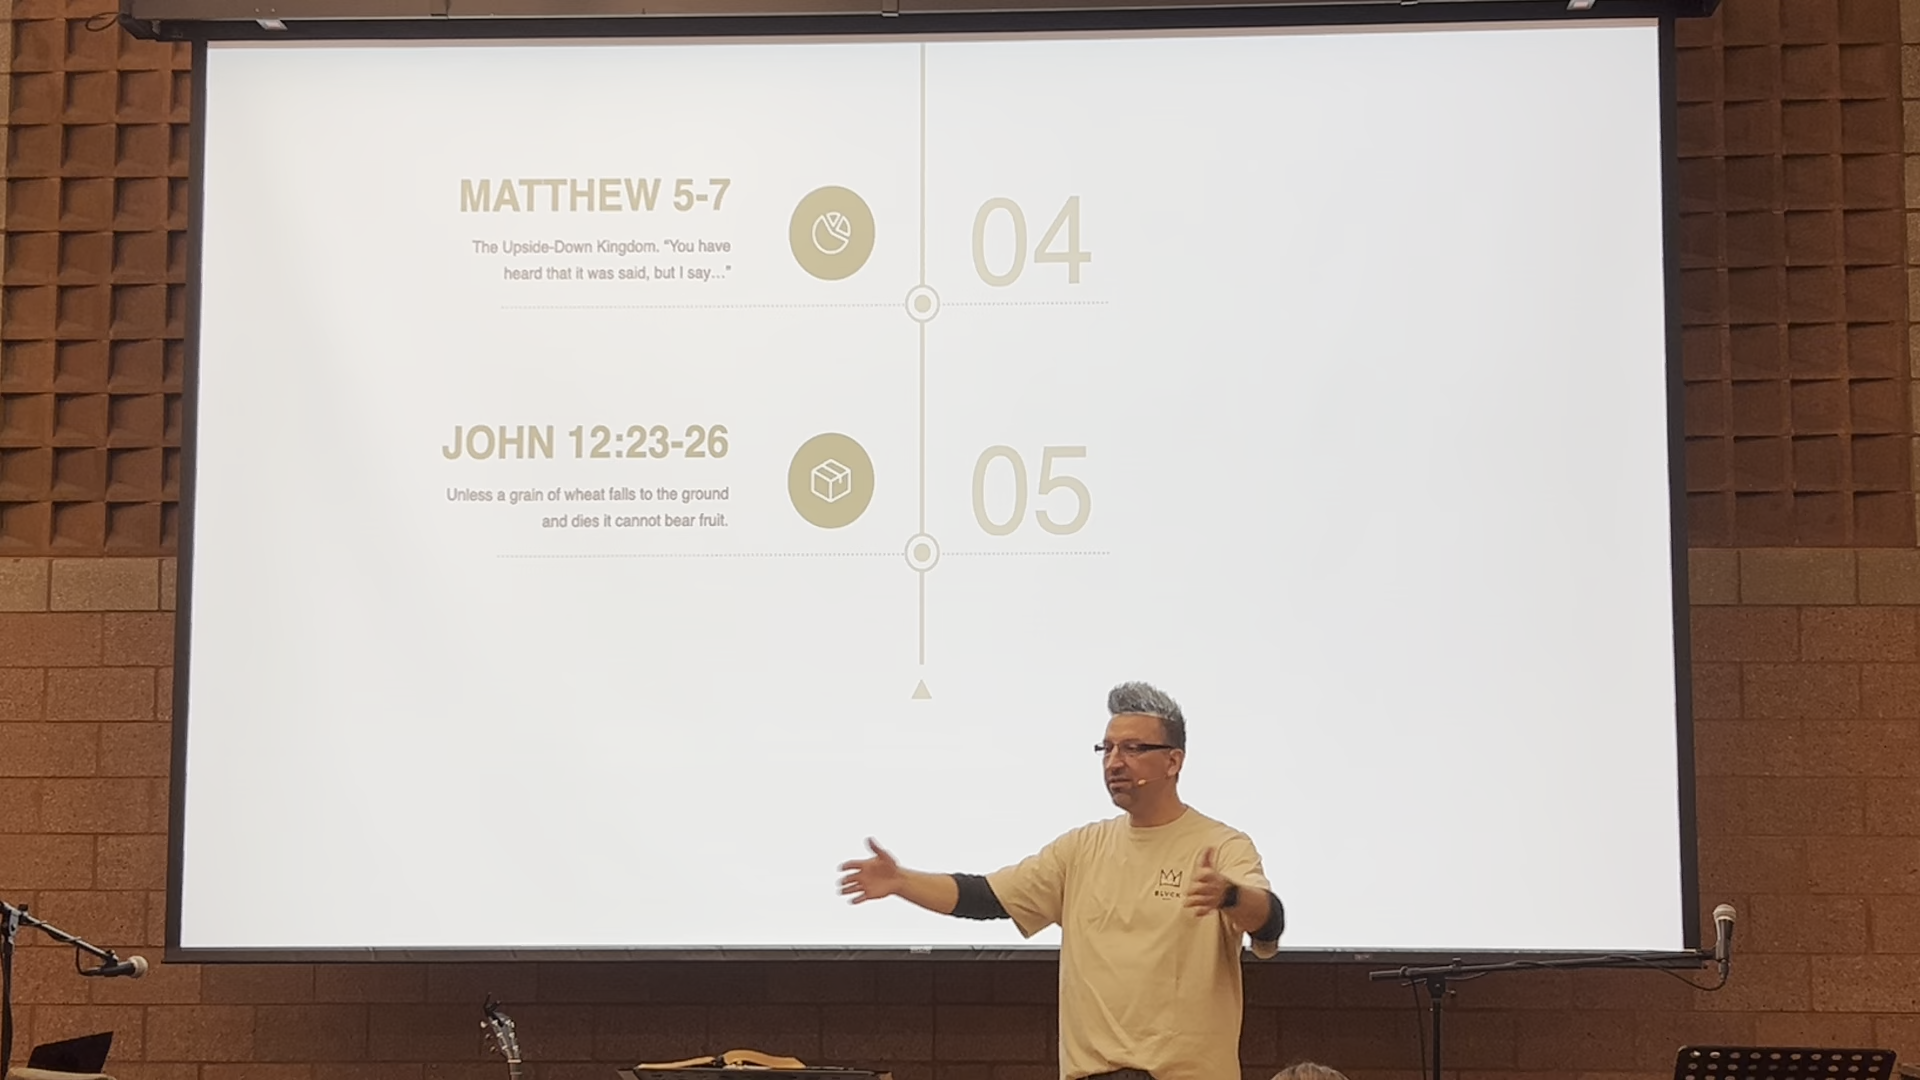 MATTHEW 5-7
The Upside-Down Kingdom. “You have
heard that it was said, but I say…”
04
JOHN 12:23-26
Unless a grain of wheat falls to the ground
and dies it cannot bear fruit.
05
BLVCK